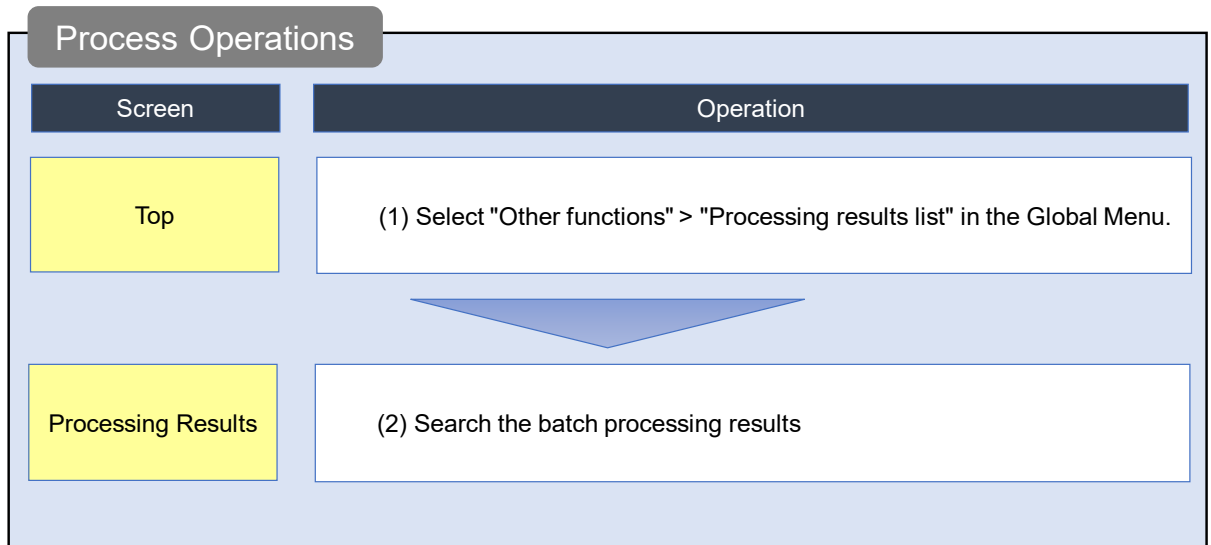 Process Operations
Screen
Operation
Top
(1) Select "Other functions" > "Processing results list" in the Global Menu.
Processing Results
(2) Search the batch processing results